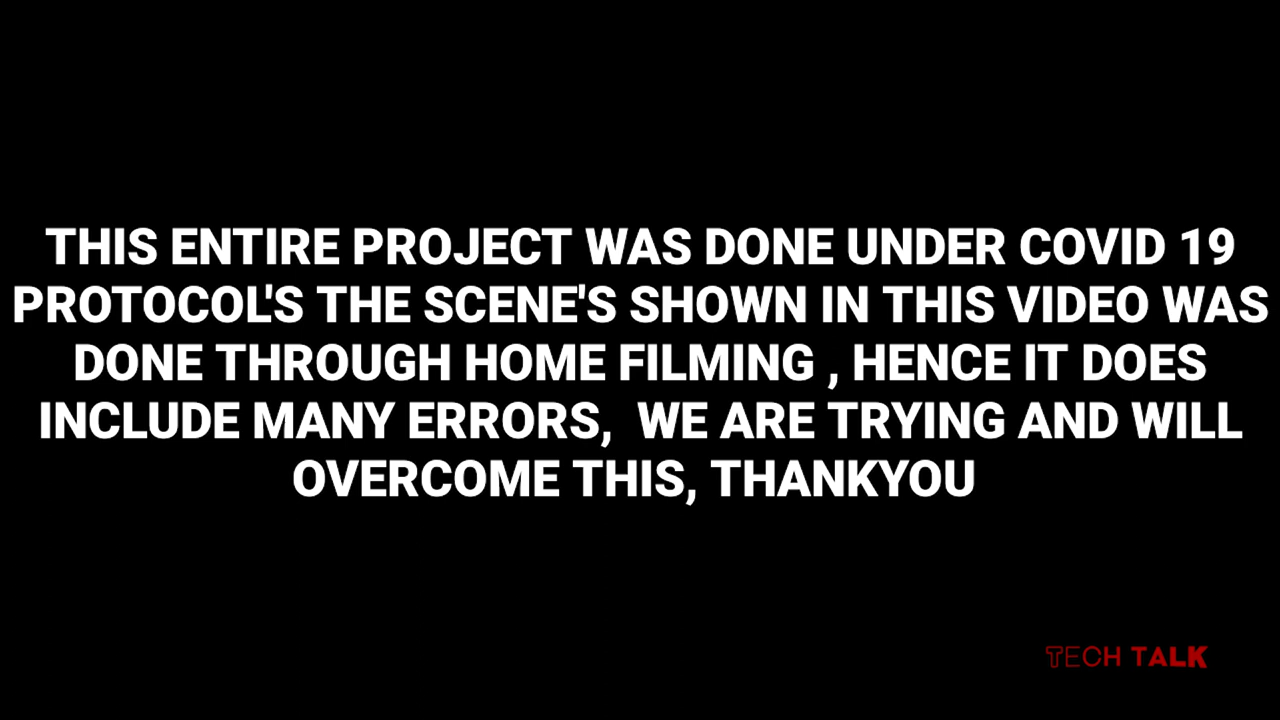 THIS ENTIRE PROJECT WAS DONE UNDER COVID 19
PROTOCOL'S THE SCENE'S SHOWN IN THIS VIDEO WAS
DONE THROUGH HOME FILMING , HENCE IT DOES
INCLUDE MANY ERRORS,  WE ARE TRYING AND WILL
OVERCOME THIS, THANKYOU
TECH TALK